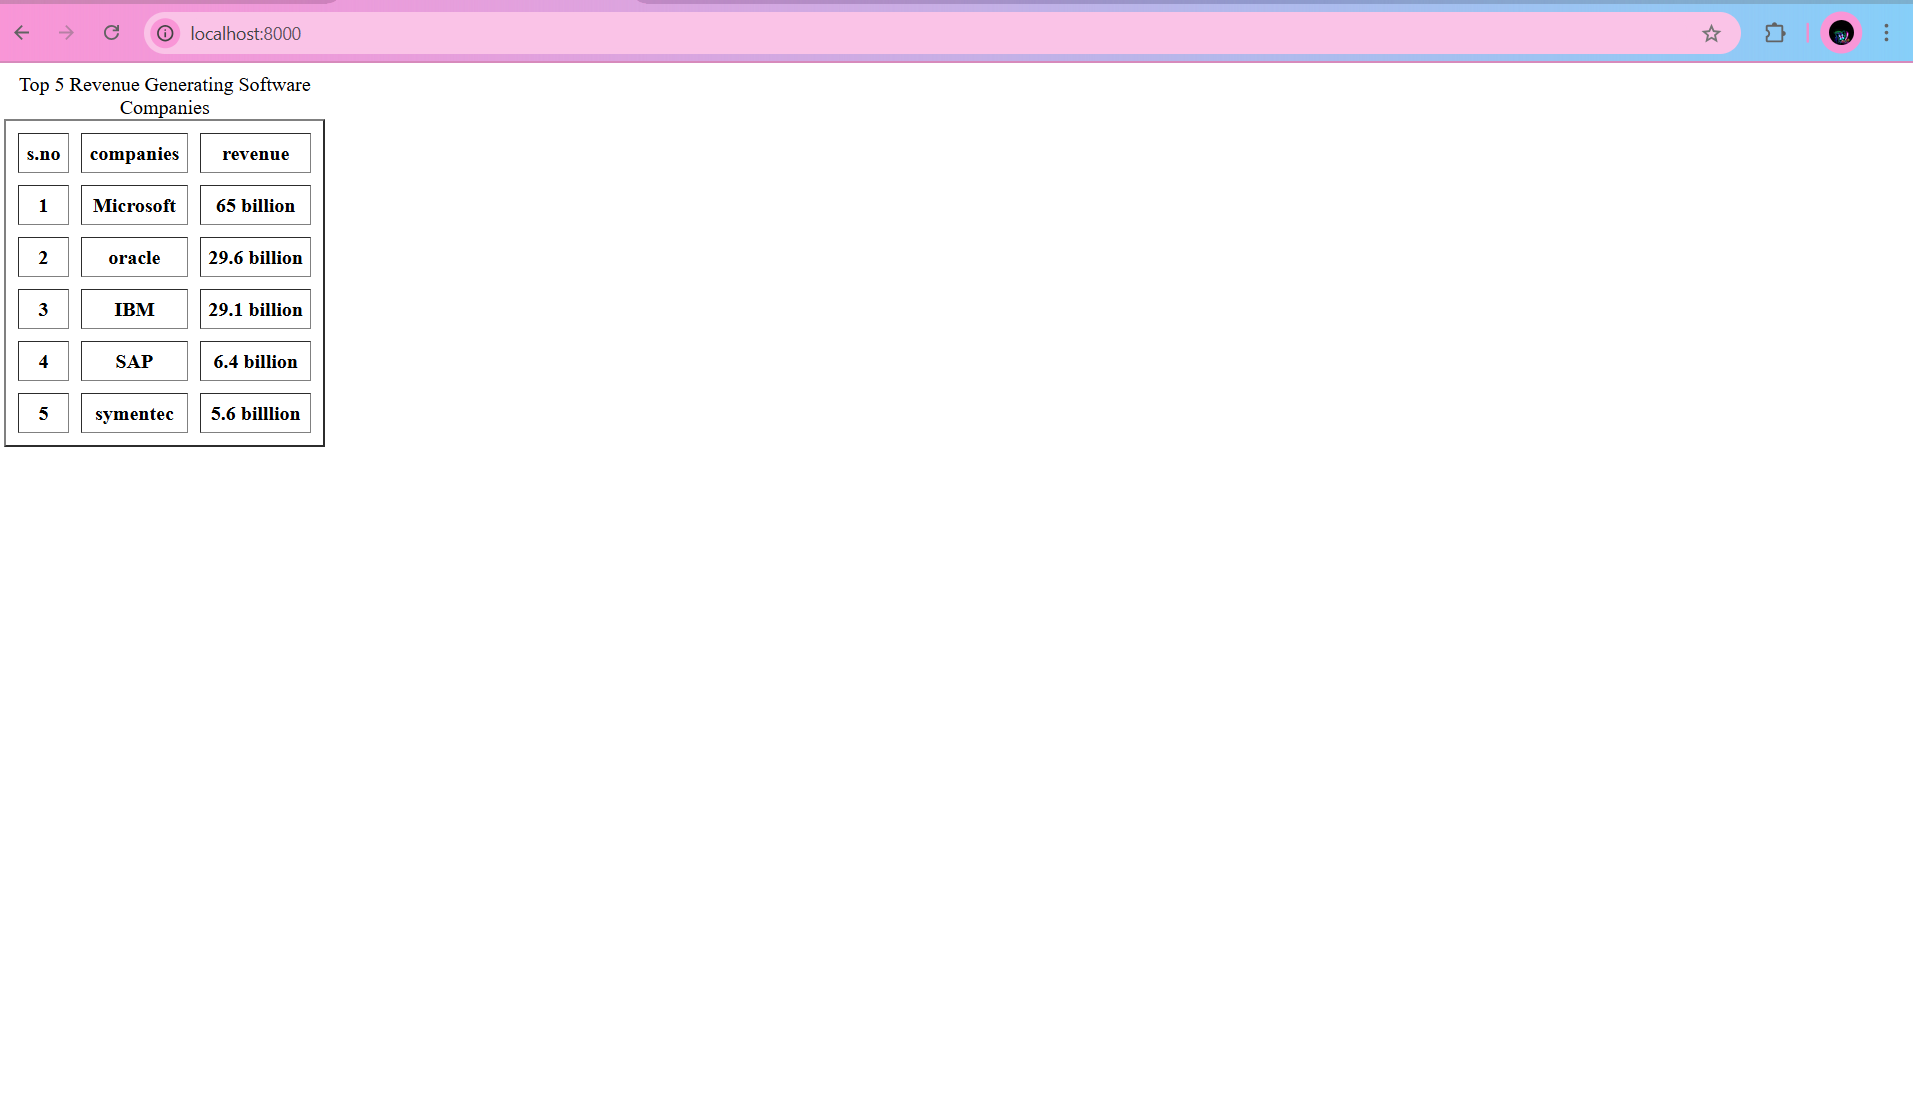 localhost:8000
Top 5 Revenue Generating Software
Companies
s.no companies revenue
1 Microsoft 65 billion
2 oracle 29.6 billion
3 IBM 29.1 billion
4 SAP 6.4 billion
5 symentec 5.6 billlion